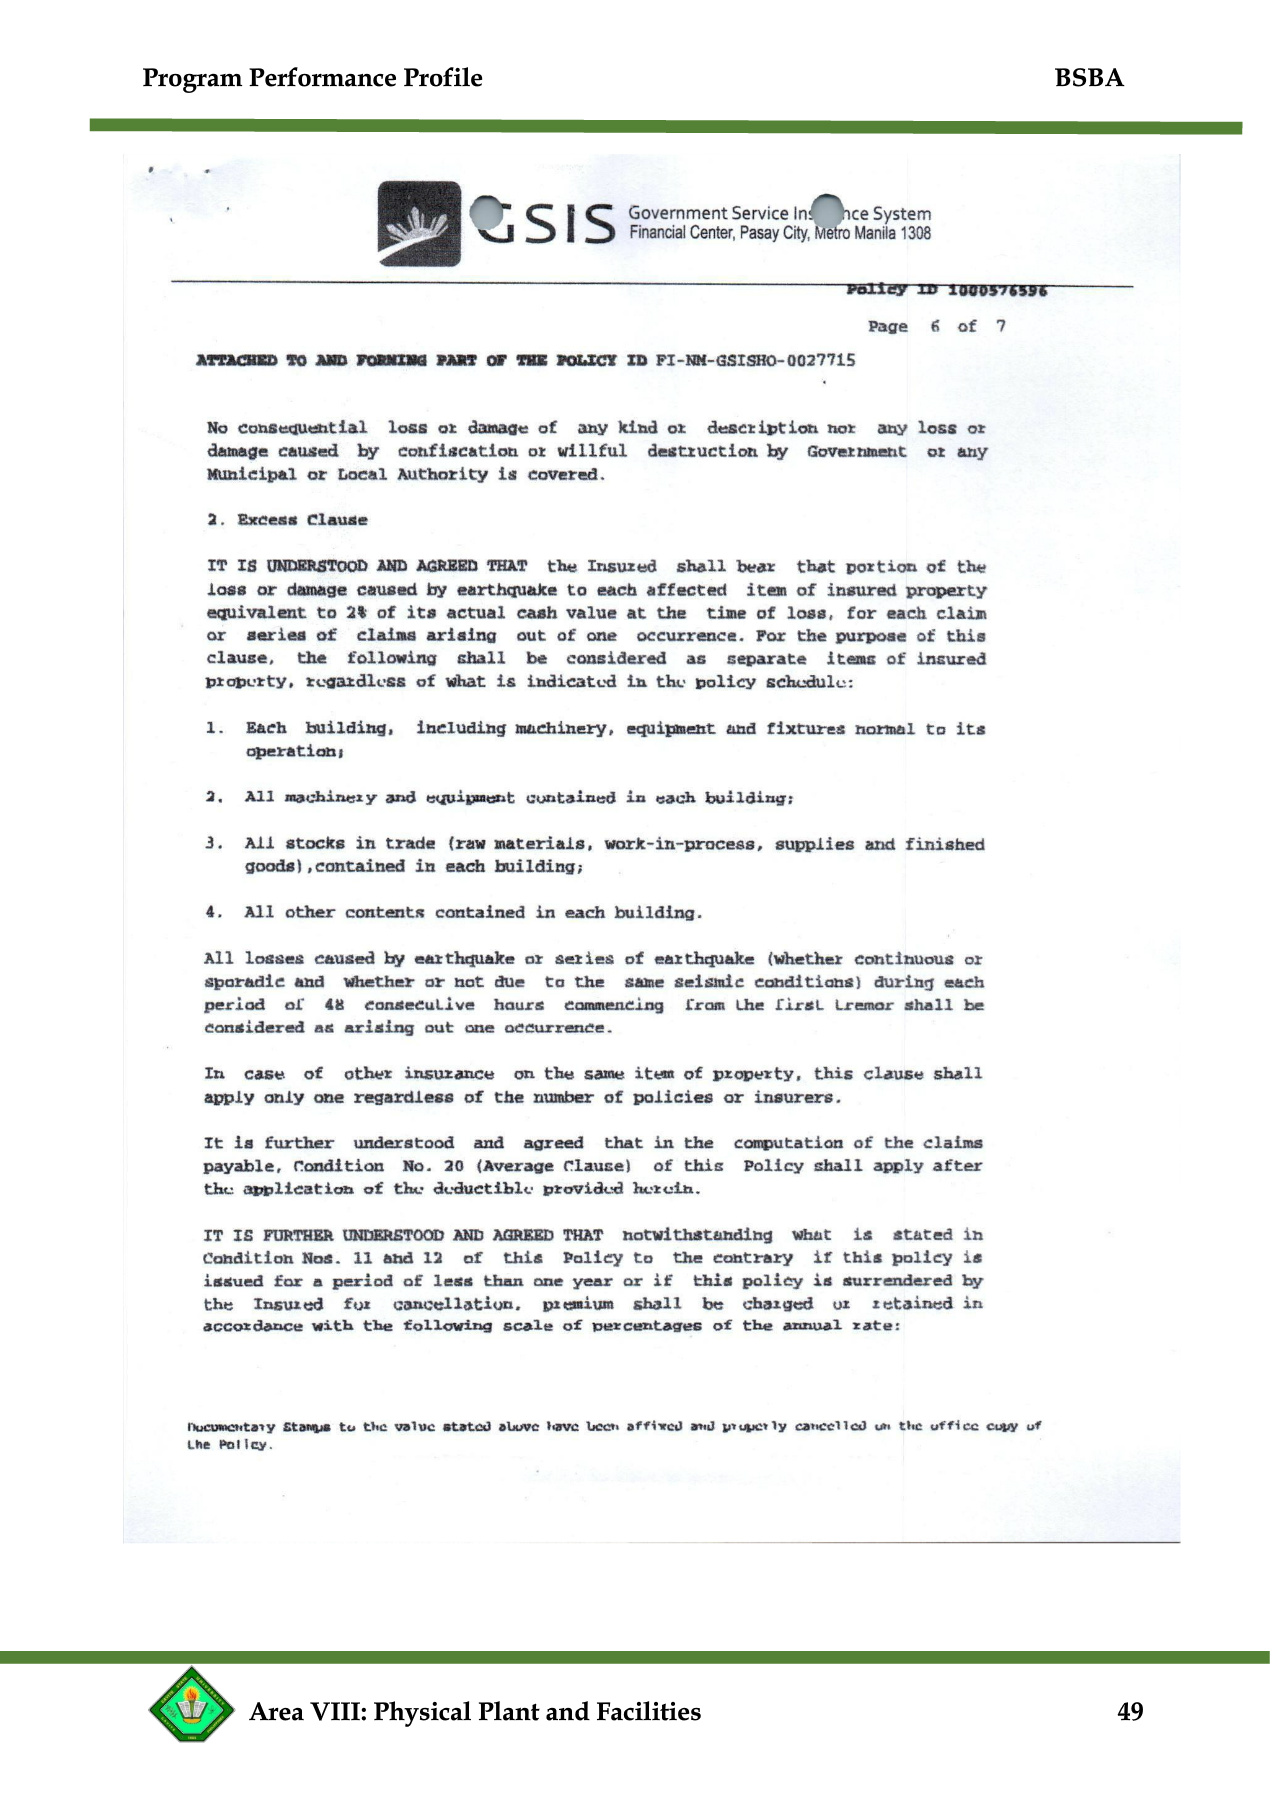 Program Performance Profile BSBA
GSIS Government Service Ins nce System
Financial Center, Pasay City, Metro Manila 1308
Policy ID 1000576596
Page 6 of 7
ATTACHED TO AND FORMING PART OF THE POLICY ID FI-NM-GSISHO-0027715
No consequential loss or damage of any kind or description nor any loss or
damage caused by confiscation or willful destruction by Government or any
Municipal or Local Authority is covered.
2. Excess Clause
IT IS UNDERSTOOD AND AGREED THAT the Insured shall bear that portion of the
loss or damage caused by earthquake to each affected item of insured property
equivalent to 2% of its actual cash value at the time of loss, for each claim
or series of claims arising out of one occurrence. For the purpose of this
clause, the following shall be considered as separate items of insured
property, regardless of what is indicated in the policy schedule:
1. Each building, including machinery, equipment and fixtures normal to its
operation;
2. All machinery and equipment contained in each building;
3. All stocks in trade (raw materials, work-in-process, supplies and finished
goods),contained in each building;
4. All other contents contained in each building.
All losses caused by earthquake or series of earthquake (whether continuous or
sporadic and whether or not due to the same seismic conditions) during each
period of 48 consecutive hours commencing from the first tremor shall be
considered as arising out one occurrence.
In case of other insurance on the same item of property, this clause shall
apply only one regardless of the number of policies or insurers.
It is further understood and agreed that in the computation of the claims
payable, Condition No. 20 (Average Clause) of this Policy shall apply after
the application of the deductible provided herein.
IT IS FURTHER UNDERSTOOD AND AGREED THAT notwithstanding what is stated in
Condition Nos. 11 and 12 of this Policy to the contrary if this policy is
issued for a period of less than one year or if this policy is surrendered by
the Insured for cancellation, premium shall be charged or retained in
accordance with the following scale of percentages of the annual rate:
Documentary Stamps to the value stated above have been affixed and properly cancelled on the office copy of
the Policy.
Area VIII: Physical Plant and Facilities 49